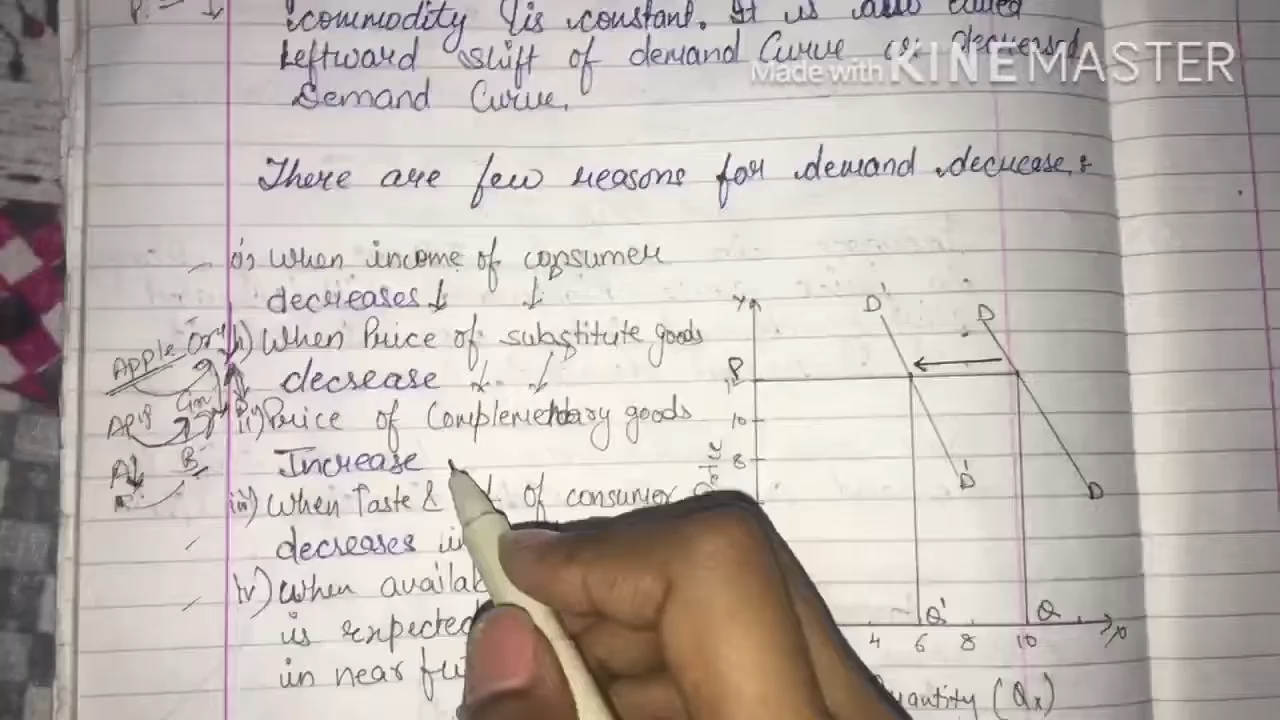 commodity is constant. It is also called
Leftward shift of demand Curve or decreased
Demand Curve.
Made with KINEMASTER
There are few reasons for demand decrease:
i) When income of consumer
decreases ↓ ↓
ii) When Price of substitute goods
decrease ↓ ↓
Price of Complementary goods
Increase
iii) When Taste & of consumer
decreases in
iv) When availab
is expected
in near fu
Apple
A↓
B
Y
D'
D
P
10
8
D'
D
Q'
Q
4 6 8 10
X
Quantity (Qx)